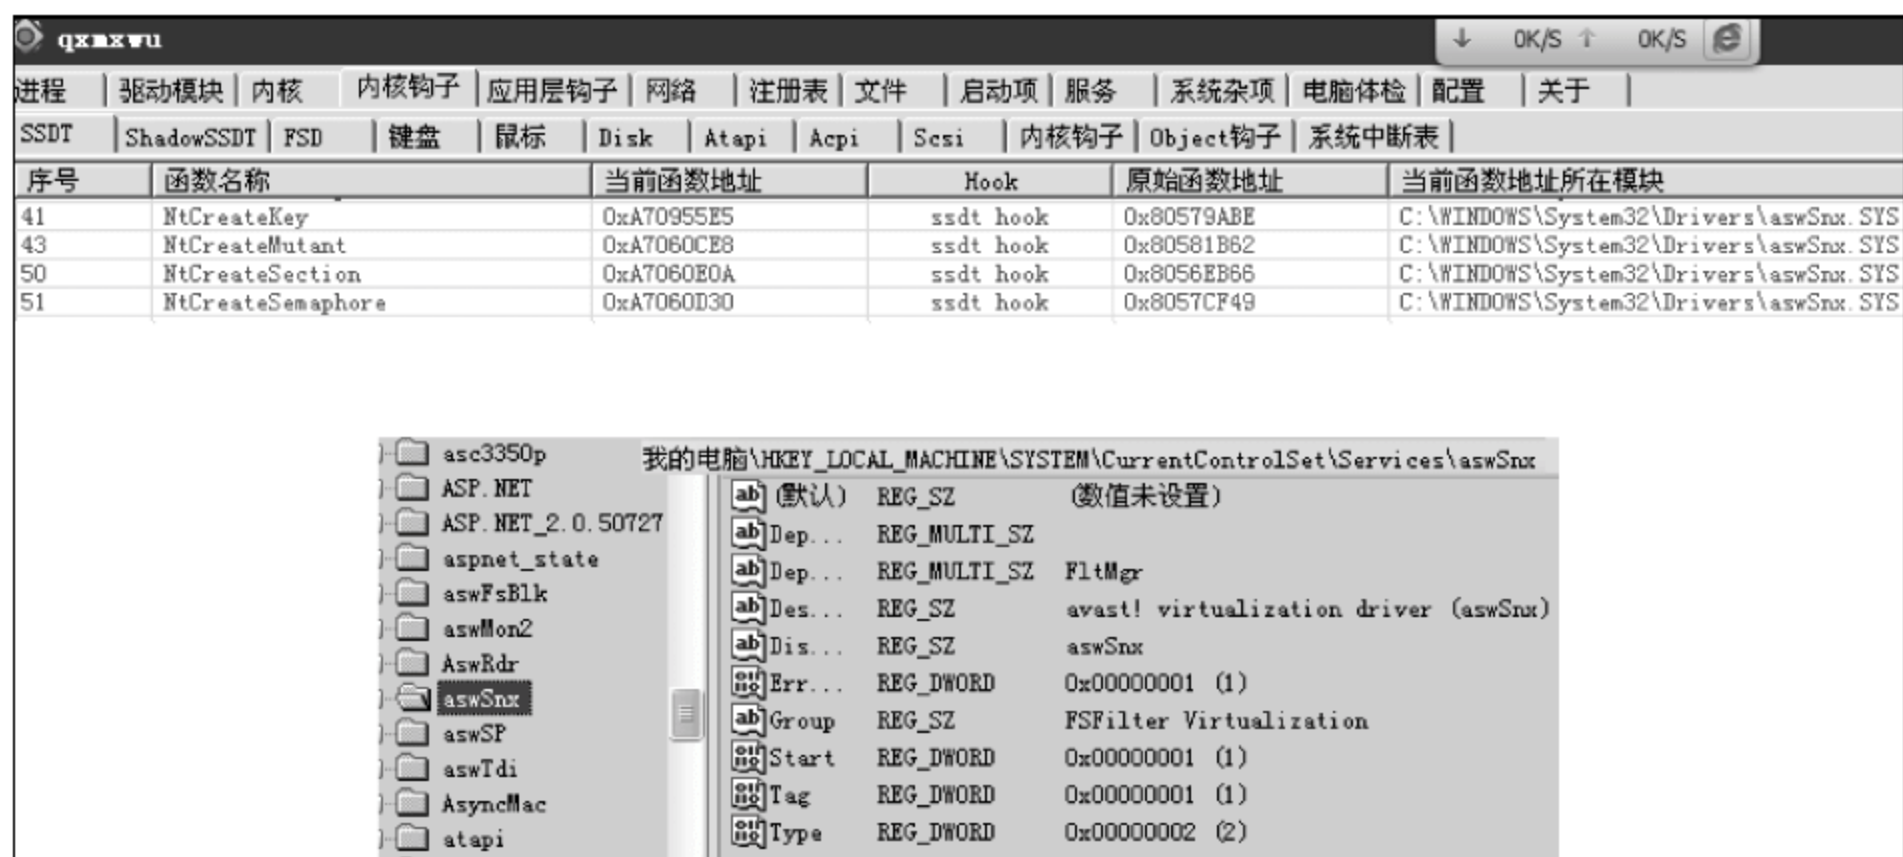 qxmxwu
↓ 0K/S ↑ 0K/S
进程 驱动模块 内核 内核钩子 应用层钩子 网络 注册表 文件 启动项 服务 系统杂项 电脑体检 配置 关于
SSDT ShadowSSDT FSD 键盘 鼠标 Disk Atapi Acpi Scsi 内核钩子 Object钩子 系统中断表
序号 函数名称 当前函数地址 Hook 原始函数地址 当前函数地址所在模块
41 NtCreateKey 0xA70955E5 ssdt hook 0x80579ABE C:\WINDOWS\System32\Drivers\aswSnx.SYS
43 NtCreateMutant 0xA7060CE8 ssdt hook 0x80581B62 C:\WINDOWS\System32\Drivers\aswSnx.SYS
50 NtCreateSection 0xA7060E0A ssdt hook 0x8056EB66 C:\WINDOWS\System32\Drivers\aswSnx.SYS
51 NtCreateSemaphore 0xA7060D30 ssdt hook 0x8057CF49 C:\WINDOWS\System32\Drivers\aswSnx.SYS
asc3350p
ASP.NET
ASP.NET_2.0.50727
aspnet_state
aswFsBlk
aswMon2
AswRdr
aswSnx
aswSP
aswTdi
AsyncMac
atapi
我的电脑\HKEY_LOCAL_MACHINE\SYSTEM\CurrentControlSet\Services\aswSnx
(默认) REG_SZ (数值未设置)
Dep... REG_MULTI_SZ
Dep... REG_MULTI_SZ FltMgr
Des... REG_SZ avast! virtualization driver (aswSnx)
Dis... REG_SZ aswSnx
Err... REG_DWORD 0x00000001 (1)
Group REG_SZ FSFilter Virtualization
Start REG_DWORD 0x00000001 (1)
Tag REG_DWORD 0x00000001 (1)
Type REG_DWORD 0x00000002 (2)